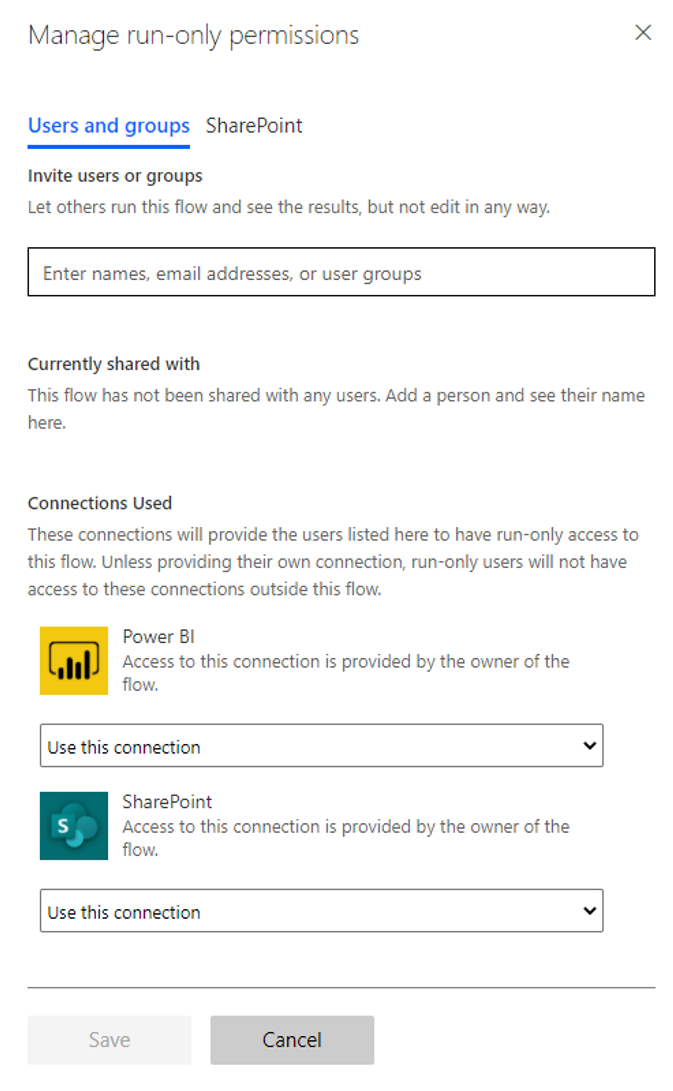 Manage run-only permissions
Users and groups SharePoint
Invite users or groups
Let others run this flow and see the results, but not edit in any way.
Enter names, email addresses, or user groups
Currently shared with
This flow has not been shared with any users. Add a person and see their name
here.
Connections Used
These connections will provide the users listed here to have run-only access to
this flow. Unless providing their own connection, run-only users will not have
access to these connections outside this flow.
Power BI
Access to this connection is provided by the owner of the
flow.
Use this connection
S
SharePoint
Access to this connection is provided by the owner of the
flow.
Use this connection
Save Cancel